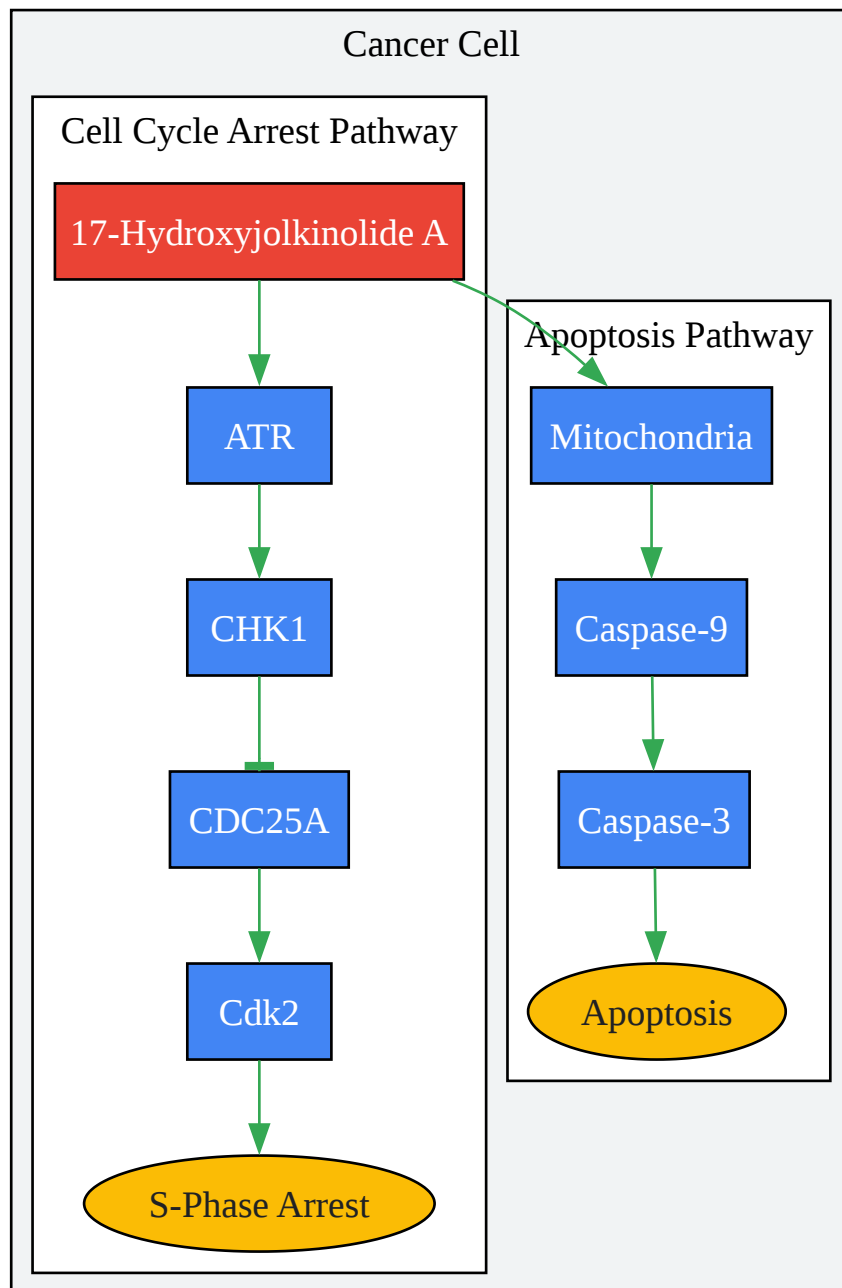 Cancer Cell
Cell Cycle Arrest Pathway
17-Hydroxyjolkinolide A
ATR
CHK1
CDC25A
Cdk2
S-Phase Arrest
Apoptosis Pathway
Mitochondria
Caspase-9
Caspase-3
Apoptosis